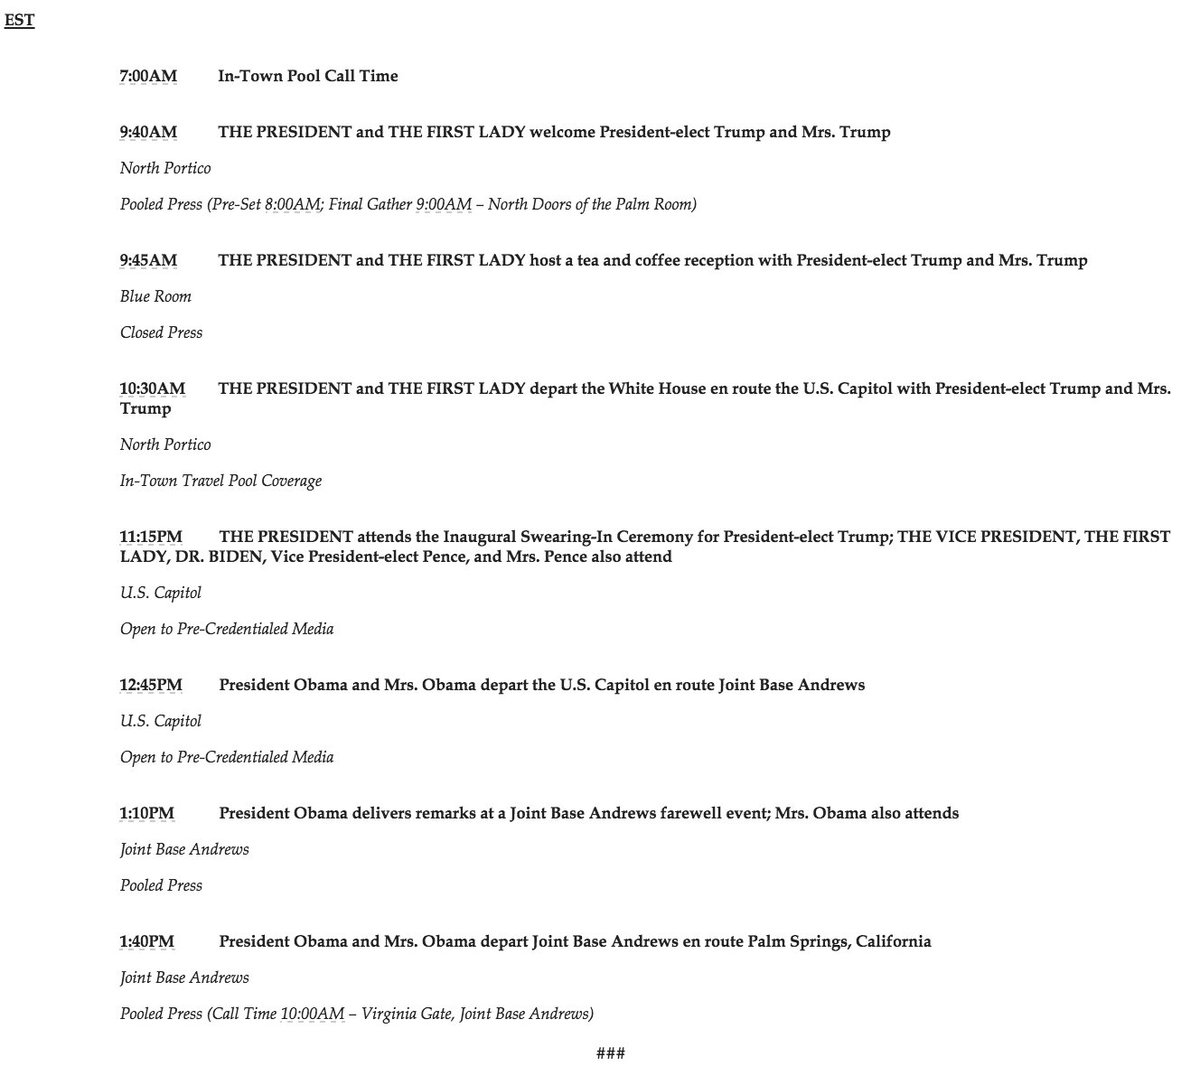 EST
7:00AM In-Town Pool Call Time
9:40AM THE PRESIDENT and THE FIRST LADY welcome President-elect Trump and Mrs. Trump
North Portico
Pooled Press (Pre-Set 8:00AM; Final Gather 9:00AM – North Doors of the Palm Room)
9:45AM THE PRESIDENT and THE FIRST LADY host a tea and coffee reception with President-elect Trump and Mrs. Trump
Blue Room
Closed Press
10:30AM THE PRESIDENT and THE FIRST LADY depart the White House en route the U.S. Capitol with President-elect Trump and Mrs.
Trump
North Portico
In-Town Travel Pool Coverage
11:15PM THE PRESIDENT attends the Inaugural Swearing-In Ceremony for President-elect Trump; THE VICE PRESIDENT, THE FIRST
LADY, DR. BIDEN, Vice President-elect Pence, and Mrs. Pence also attend
U.S. Capitol
Open to Pre-Credentialed Media
12:45PM President Obama and Mrs. Obama depart the U.S. Capitol en route Joint Base Andrews
U.S. Capitol
Open to Pre-Credentialed Media
1:10PM President Obama delivers remarks at a Joint Base Andrews farewell event; Mrs. Obama also attends
Joint Base Andrews
Pooled Press
1:40PM President Obama and Mrs. Obama depart Joint Base Andrews en route Palm Springs, California
Joint Base Andrews
Pooled Press (Call Time 10:00AM – Virginia Gate, Joint Base Andrews)
###